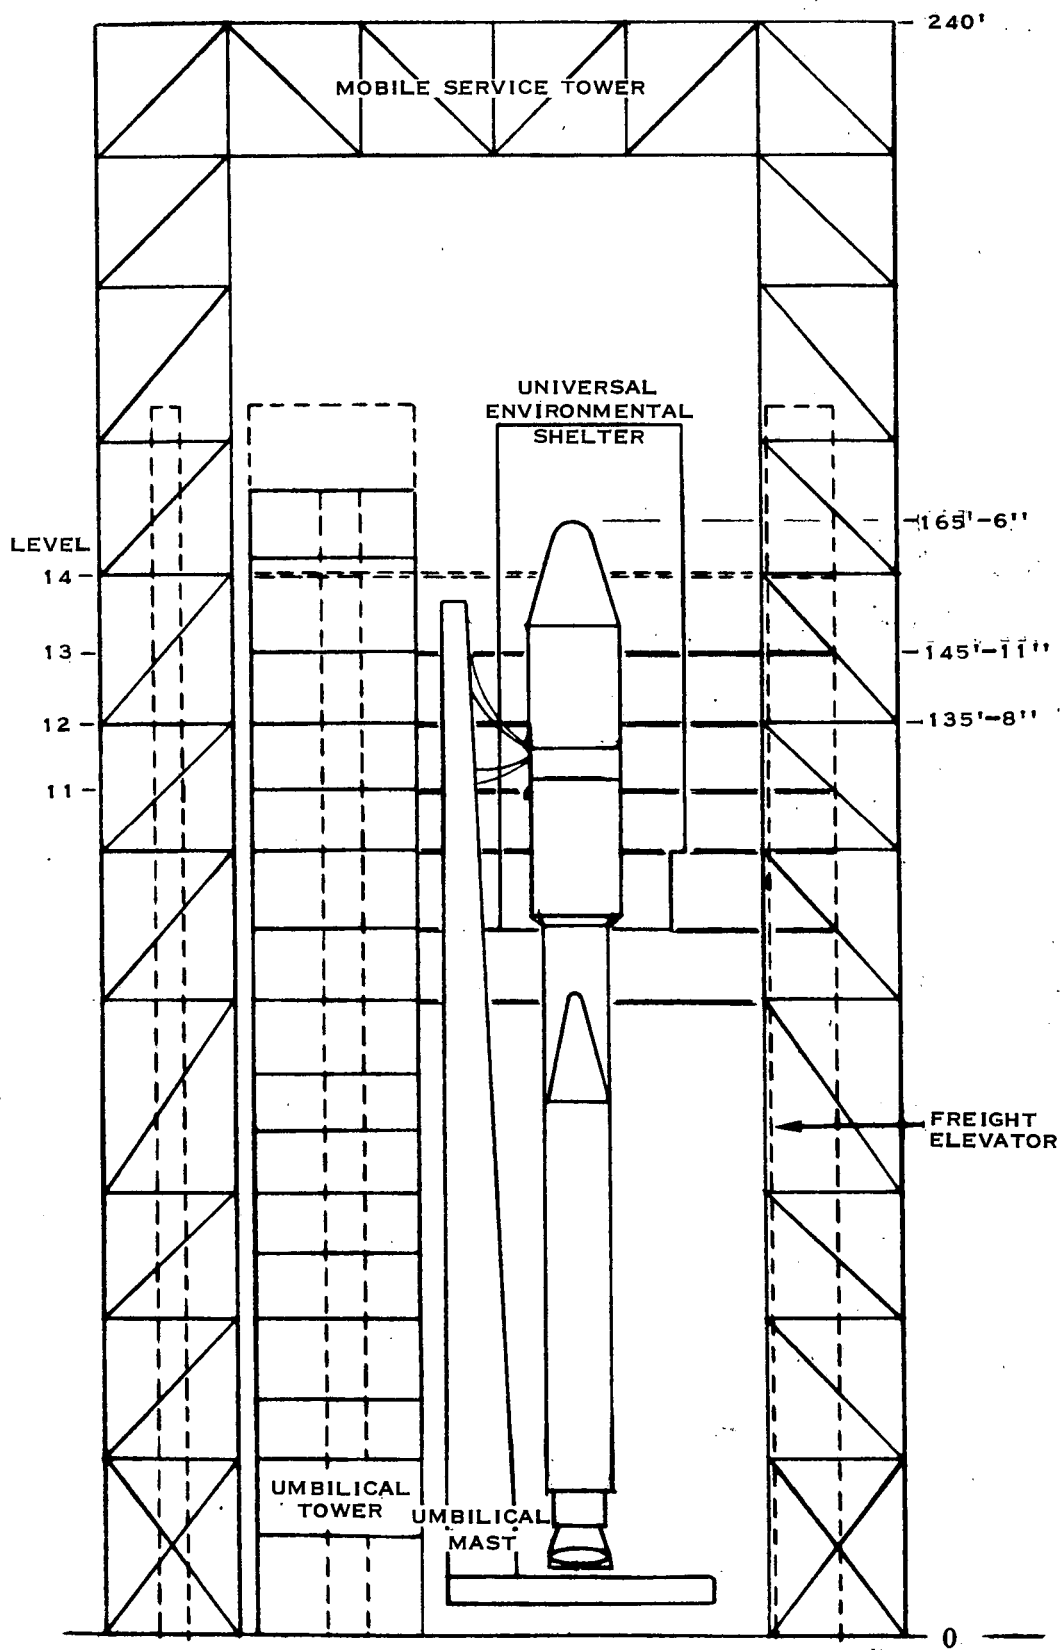 240'
MOBILE SERVICE TOWER
UNIVERSAL
ENVIRONMENTAL
SHELTER
165'-6"
LEVEL
14
13
145'-11"
12
135'-8"
11
FREIGHT
ELEVATOR
UMBILICAL
TOWER
UMBILICAL
MAST
0